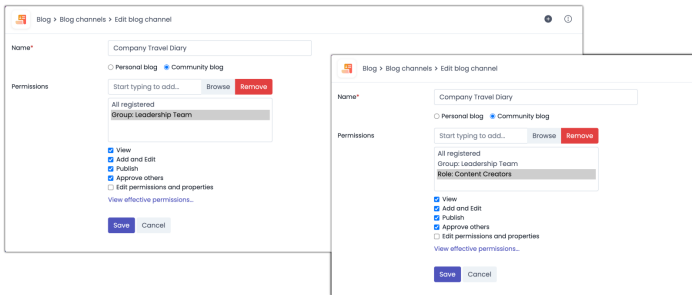 Blog > Blog channels > Edit blog channel
Name*
Company Travel Diary
Personal blog
Community blog
Permissions
Start typing to add...
Browse
Remove
All registered
Group: Leadership Team
View
Add and Edit
Publish
Approve others
Edit permissions and properties
View effective permissions...
Save
Cancel
Blog > Blog channels > Edit blog channel
Name*
Company Travel Diary
Personal blog
Community blog
Permissions
Start typing to add...
Browse
Remove
All registered
Group: Leadership Team
Role: Content Creators
View
Add and Edit
Publish
Approve others
Edit permissions and properties
View effective permissions...
Save
Cancel